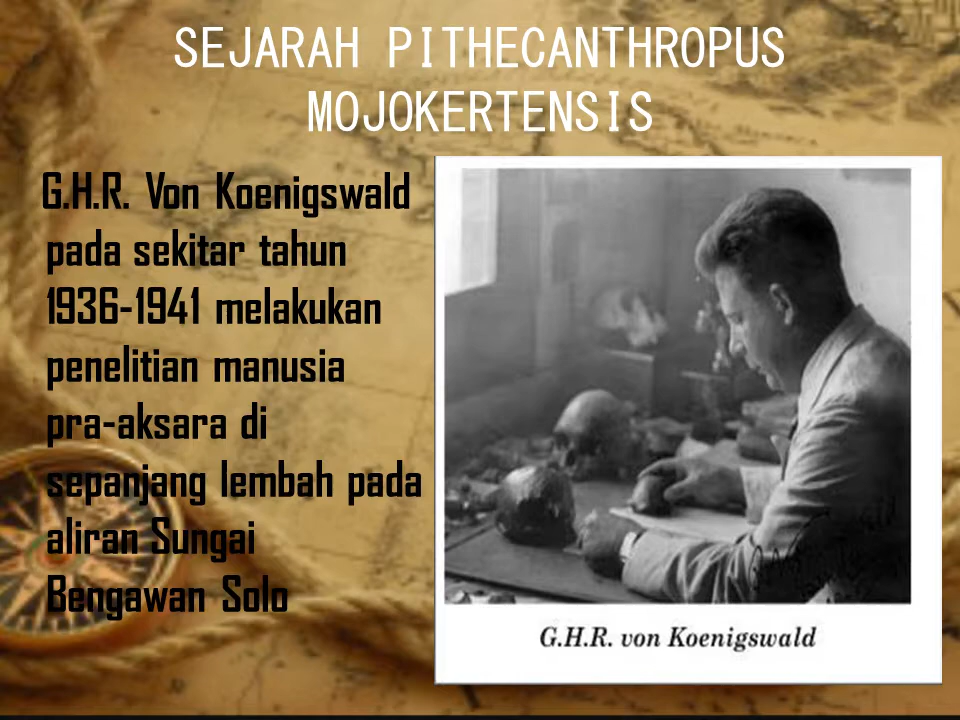 SEJARAH PITHECANTHROPUS
MOJOKERTENSIS
G.H.R. Von Koenigswald
pada sekitar tahun
1936-1941 melakukan
penelitian manusia
pra-aksara di
sepanjang lembah pada
aliran Sungai
Bengawan Solo
G.H.R. von Koenigswald